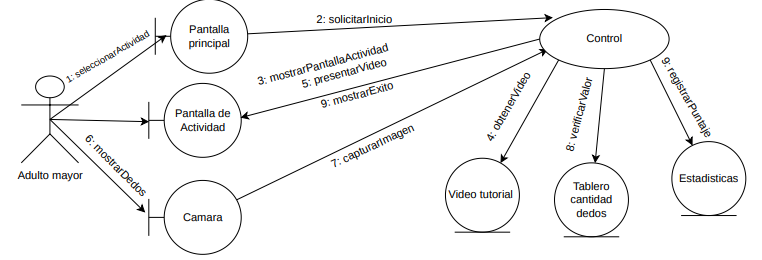 2: solicitarInicio
Pantalla
principal
Control
1: seleccionarActividad
3: mostrarPantallaActividad
5: presentarVideo
9: mostrarExito
9: registrarPuntaje
4: obtenerVideo
8: verificarValor
Pantalla de
Actividad
6: mostrarDedos
7: capturarImagen
Adulto mayor
Camara
Video tutorial
Tablero
cantidad
dedos
Estadisticas